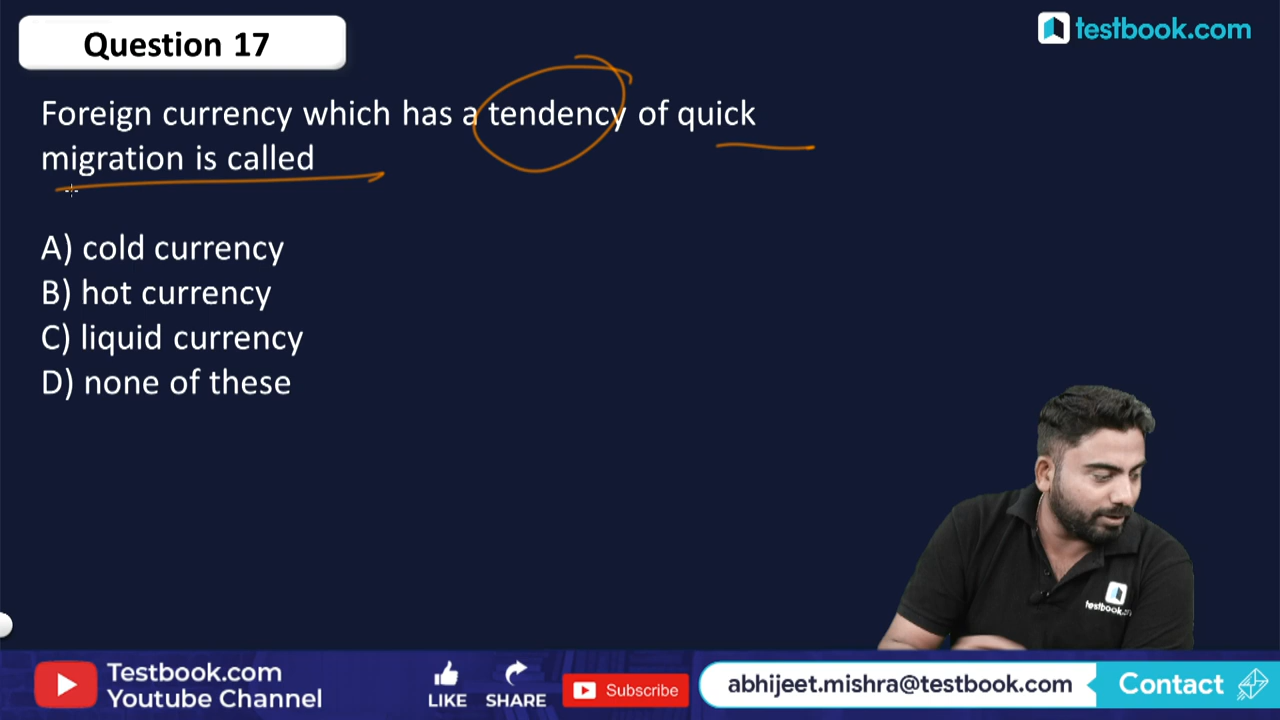 Question 17
testbook.com
Foreign currency which has a tendency of quick
migration is called
A) cold currency
B) hot currency
C) liquid currency
D) none of these
Testbook.com
Youtube Channel
LIKE
SHARE
Subscribe
abhijeet.mishra@testbook.com
Contact